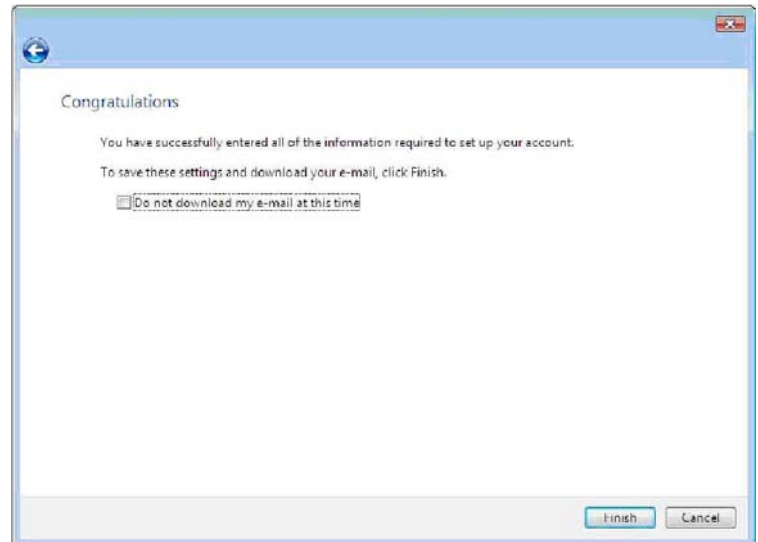 Congratulations
You have successfully entered all of the information required to set up your account.
To save these settings and download your e-mail, click Finish.
Do not download my e-mail at this time
Finish
Cancel